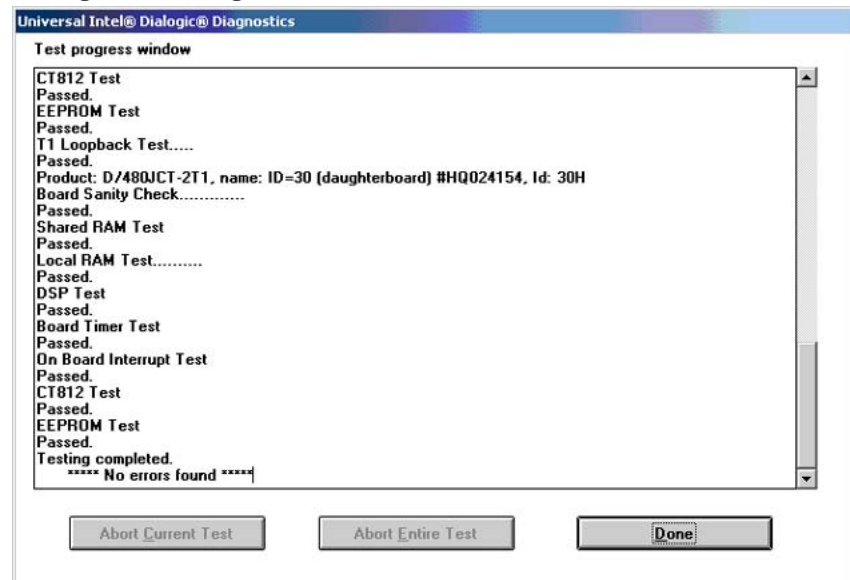 Universal Intel® Dialogic® Diagnostics
Test progress window
CT812 Test
Passed.
EEPROM Test
Passed.
T1 Loopback Test.....
Passed.
Product: D/480JCT-2T1, name: ID=30 (daughterboard) #HQ024154, Id: 30H
Board Sanity Check.............
Passed.
Shared RAM Test
Passed.
Local RAM Test..........
Passed.
DSP Test
Passed.
Board Timer Test
Passed.
On Board Interrupt Test
Passed.
CT812 Test
Passed.
EEPROM Test
Passed.
Testing completed.
***** No errors found *****
Abort Current Test Abort Entire Test Done